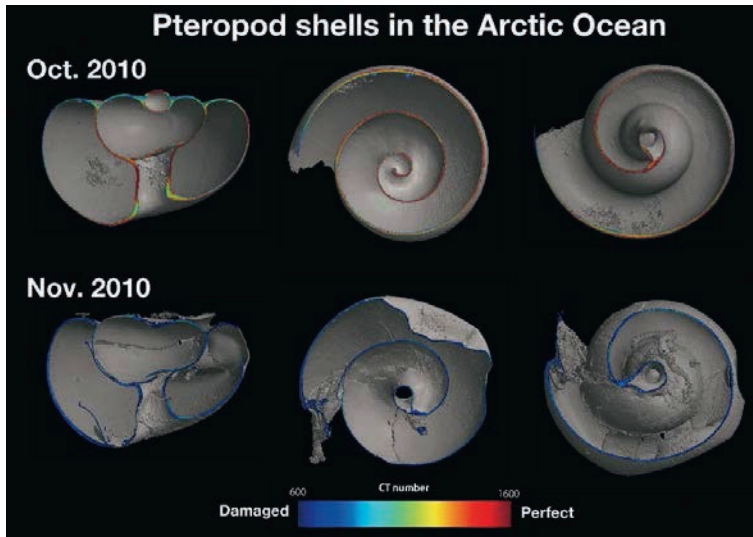 Pteropod shells in the Arctic Ocean
Oct. 2010
Nov. 2010
CT number
600
1600
Damaged
Perfect